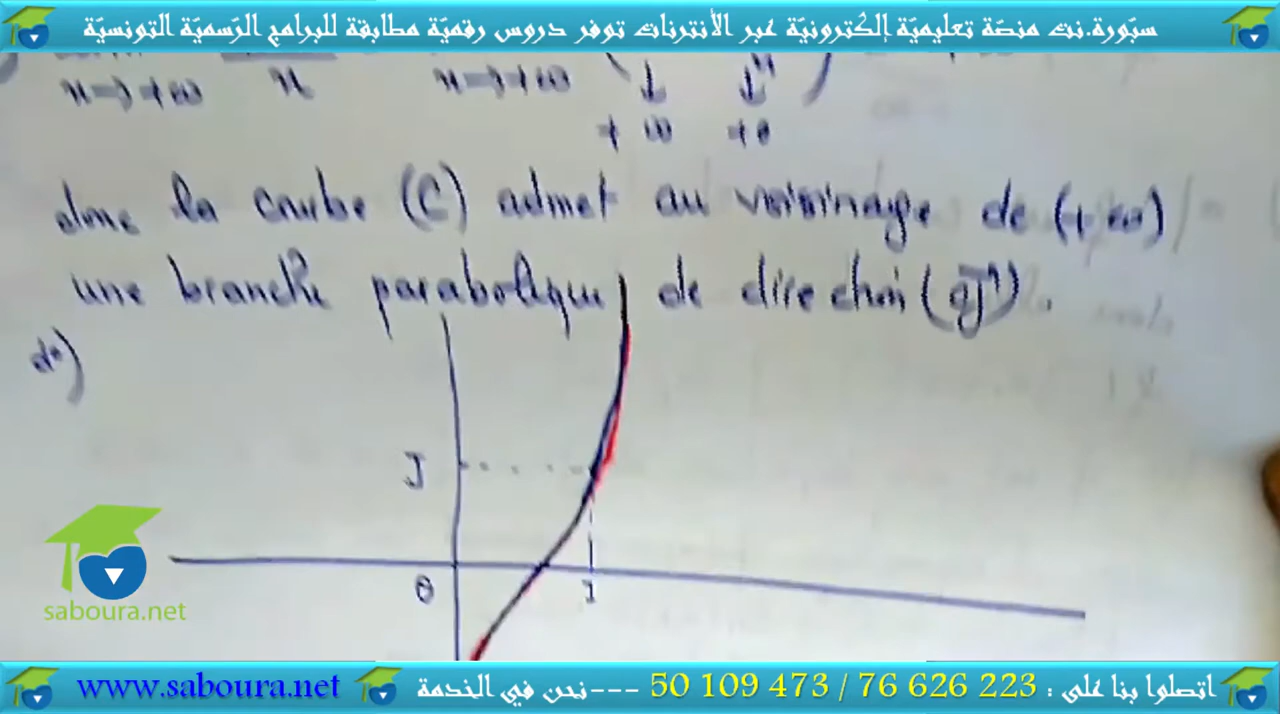 سبّورة.نت منصّة تعليميّة إلكترونيّة عبر الأنترنات توفر دروس رقميّة مطابقة للبرامج الرّسميّة التونسيّة
x→+∞ x x→+∞
+∞ +∞
donc la courbe (C) admet au voisinage de (+∞)
une branche parabolique de direction (OJ).
d°)
J
O I
saboura.net
www.saboura.net اتصلوا بنا على : 223 626 76 / 473 109 50 ---نحن في الخدمة